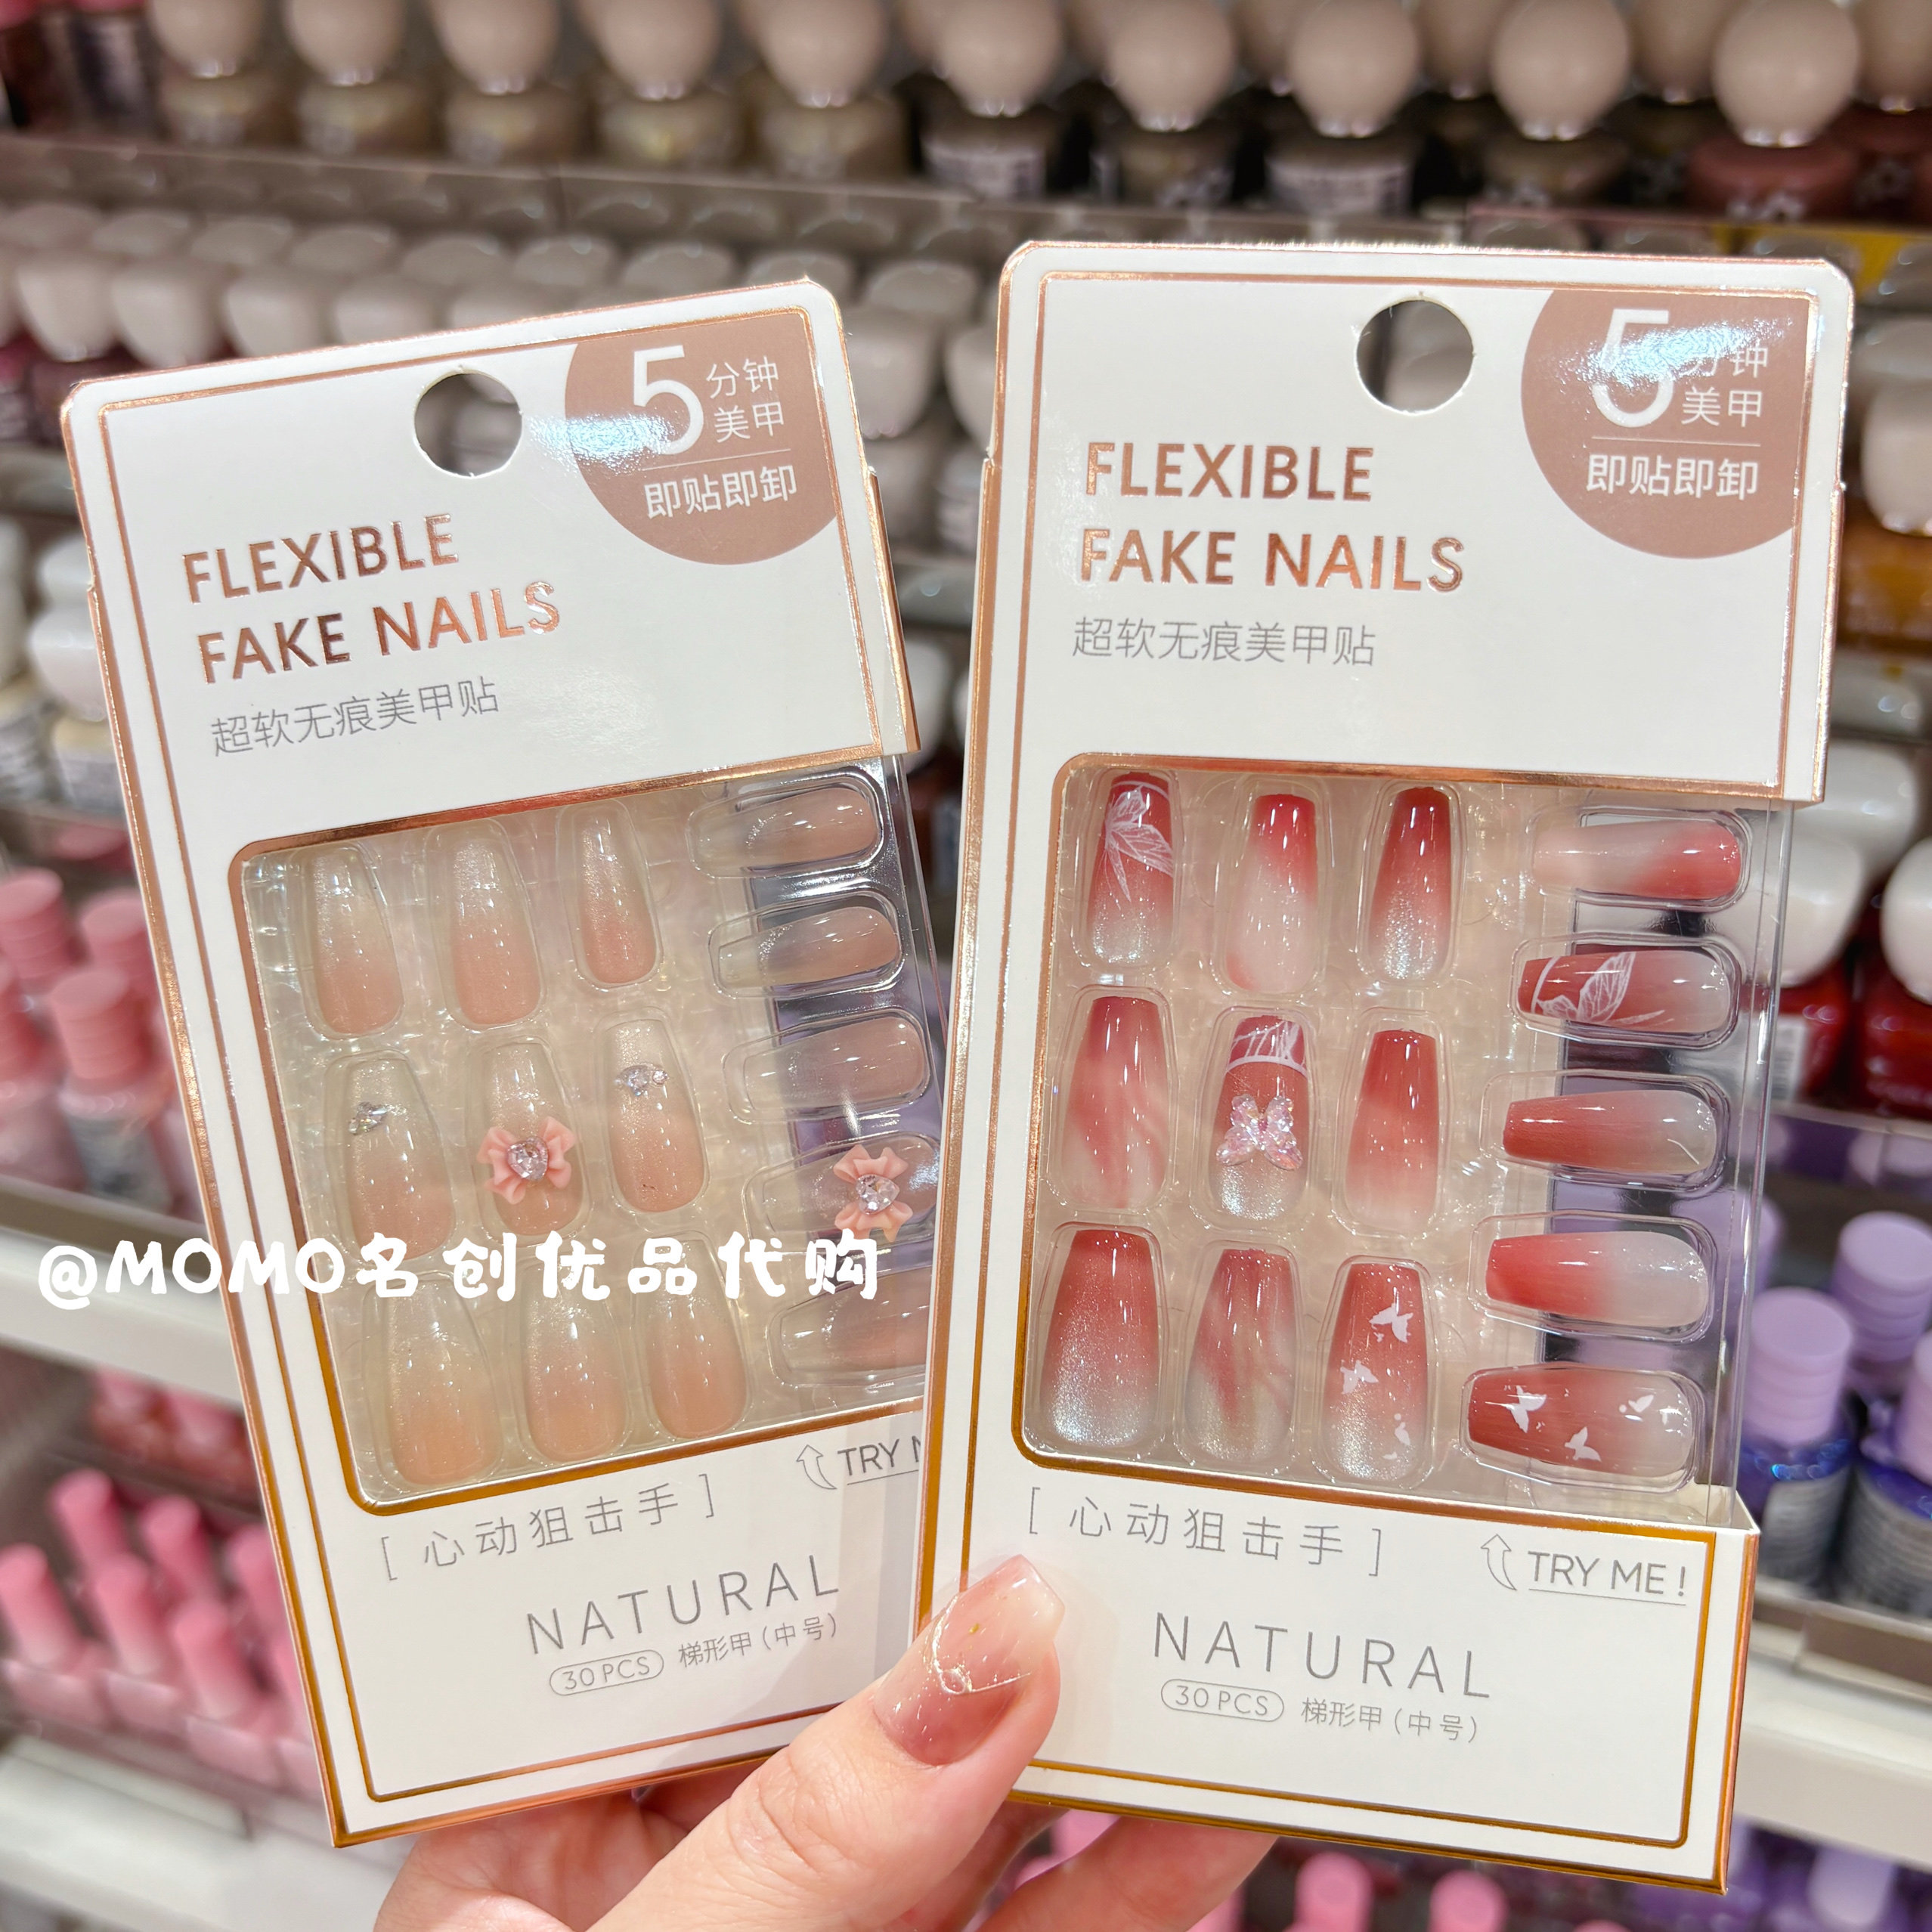 5
分钟
美甲
即贴即卸
FLEXIBLE
FAKE NAILS
超软无痕美甲贴
TRY
[ 心动狙击手 ]
NATURAL
30 PCS 梯形甲 (中号)
5
分钟
美甲
即贴即卸
FLEXIBLE
FAKE NAILS
超软无痕美甲贴
[ 心动狙击手 ]
TRY ME !
NATURAL
30 PCS 梯形甲 (中号)
@MOMO名创优品代购